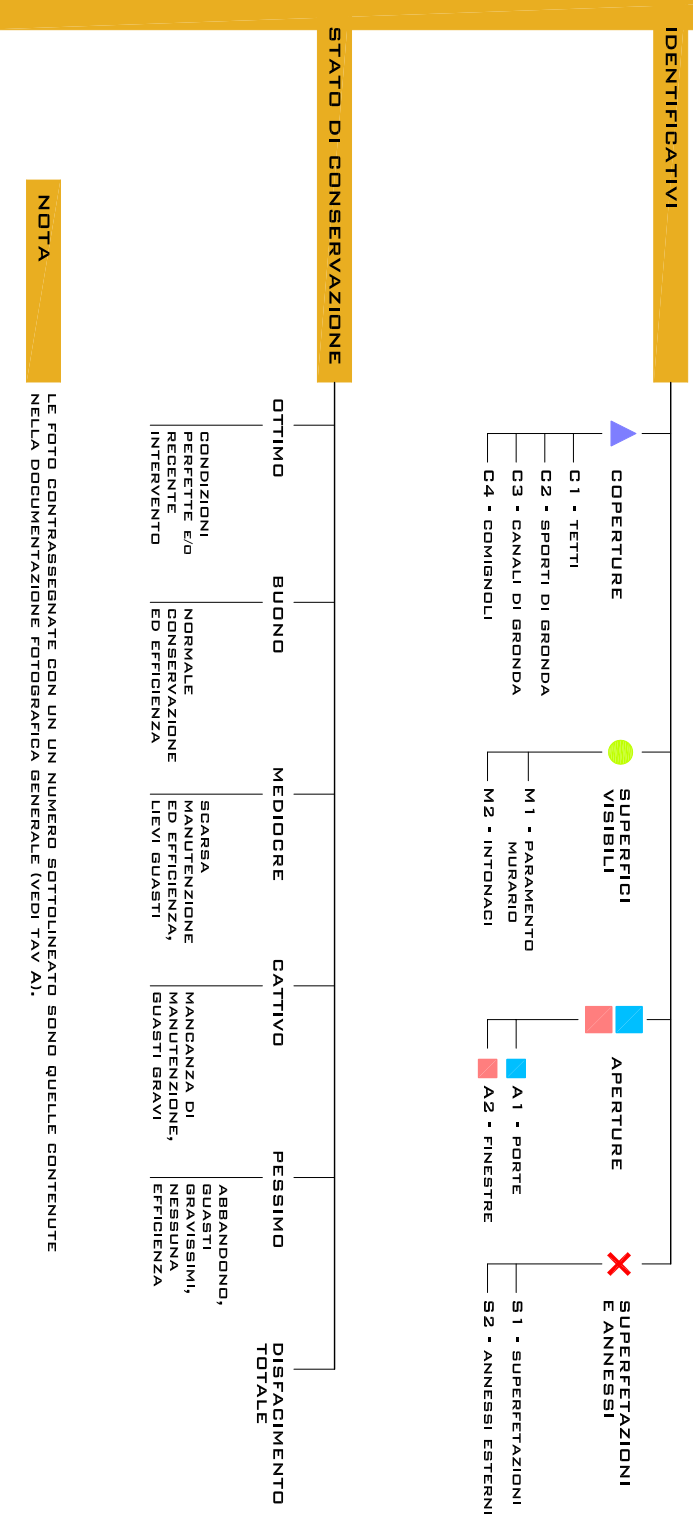 IDENTIFICATIVI
COPERTURE
C1 - TETTI
C2 - SPORTI DI GRONDA
C3 - CANALI DI GRONDA
C4 - COMIGNOLI
SUPERFICI
VISIBILI
M1 - PARAMENTO
MURARIO
M2 - INTONACI
APERTURE
A1 - PORTE
A2 - FINESTRE
SUPERFETAZIONI
E ANNESSI
S1 - SUPERFETAZIONI
S2 - ANNESSI ESTERNI
STATO DI CONSERVAZIONE
OTTIMO
CONDIZIONI
PERFETTE E/O
RECENTE
INTERVENTO
BUONO
NORMALE
CONSERVAZIONE
ED EFFICIENZA
MEDIOCRE
SCARSA
MANUTENZIONE
ED EFFICIENZA,
LIEVI GUASTI
CATTIVO
MANCANZA DI
MANUTENZIONE,
GUASTI GRAVI
PESSIMO
ABBANDONO,
GUASTI
GRAVISSIMI,
NESSUNA
EFFICIENZA
DISFACIMENTO
TOTALE
NOTA
LE FOTO CONTRASSEGNATE CON UN UN NUMERO SOTTOLINEATO SONO QUELLE CONTENUTE
NELLA DOCUMENTAZIONE FOTOGRAFICA GENERALE (VEDI TAV A).